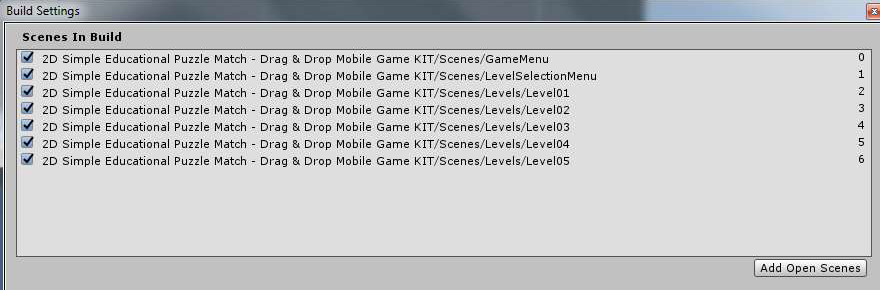 Build Settings
Scenes In Build
2D Simple Educational Puzzle Match - Drag & Drop Mobile Game KIT/Scenes/GameMenu 0
2D Simple Educational Puzzle Match - Drag & Drop Mobile Game KIT/Scenes/LevelSelectionMenu 1
2D Simple Educational Puzzle Match - Drag & Drop Mobile Game KIT/Scenes/Levels/Level01 2
2D Simple Educational Puzzle Match - Drag & Drop Mobile Game KIT/Scenes/Levels/Level02 3
2D Simple Educational Puzzle Match - Drag & Drop Mobile Game KIT/Scenes/Levels/Level03 4
2D Simple Educational Puzzle Match - Drag & Drop Mobile Game KIT/Scenes/Levels/Level04 5
2D Simple Educational Puzzle Match - Drag & Drop Mobile Game KIT/Scenes/Levels/Level05 6
Add Open Scenes